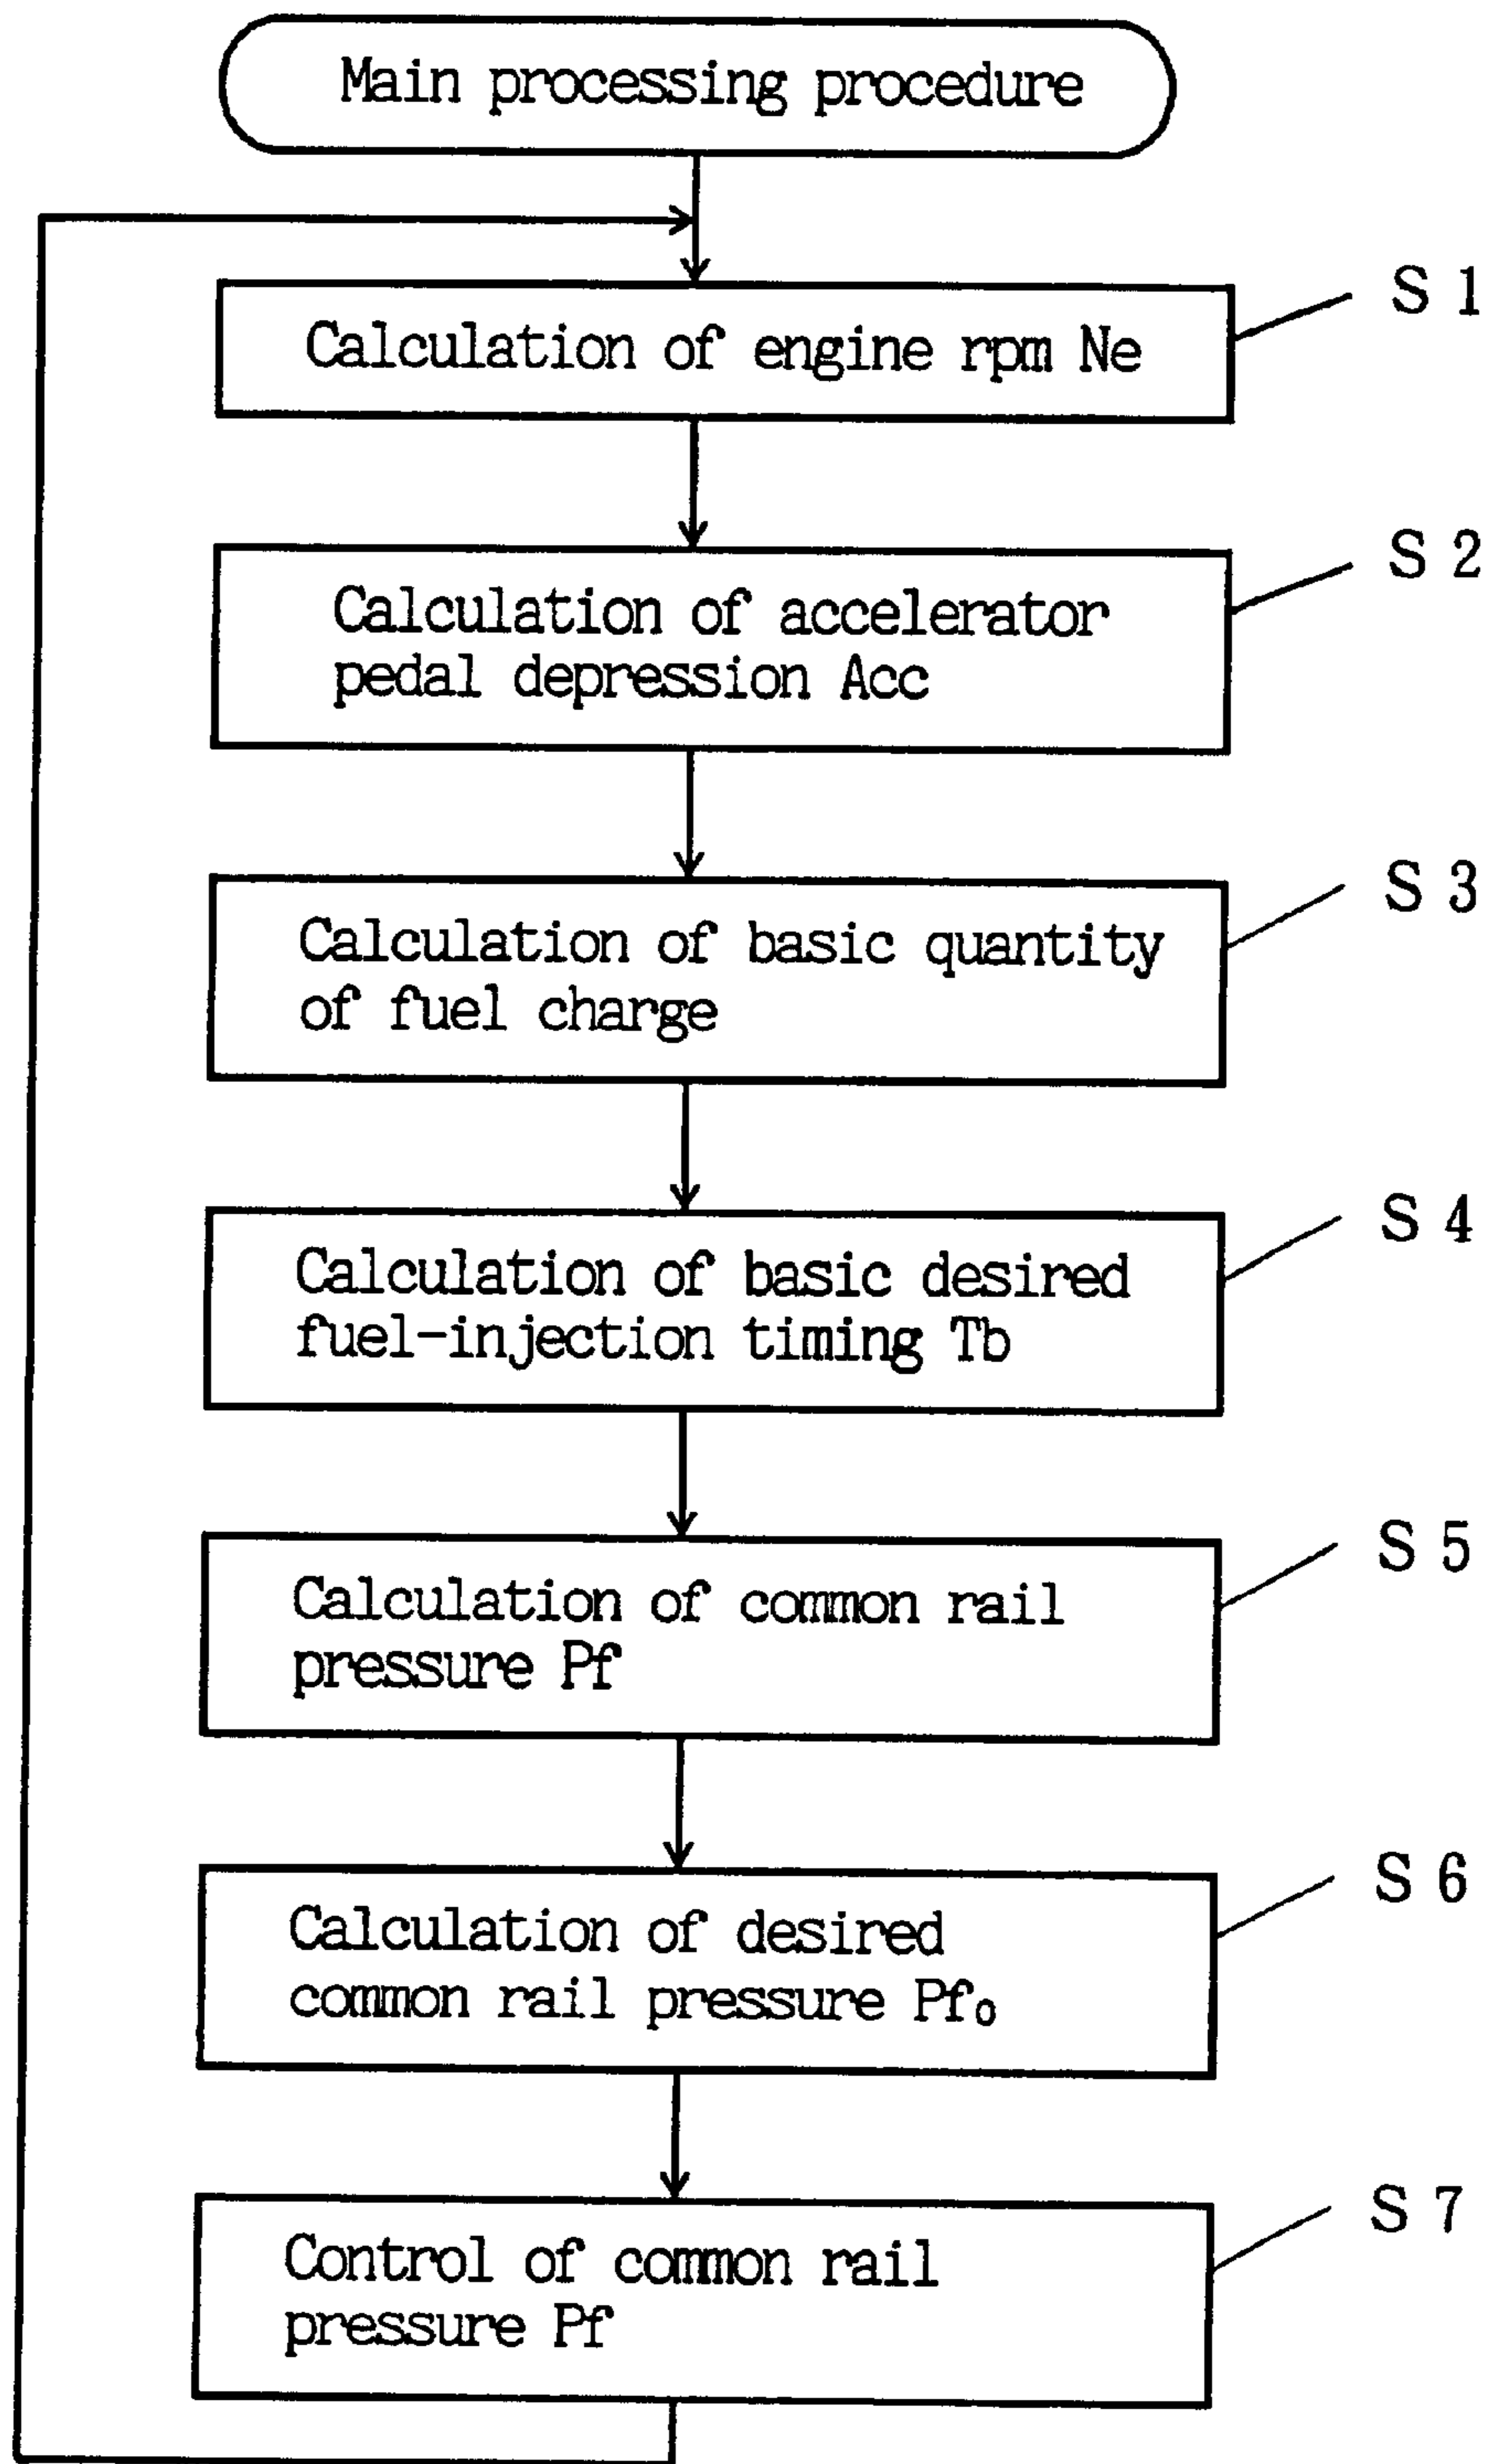 Main processing procedure
Calculation of engine rpm Ne
S 1
Calculation of accelerator
pedal depression Acc
S 2
Calculation of basic quantity
of fuel charge
S 3
Calculation of basic desired
fuel-injection timing Tb
S 4
Calculation of common rail
pressure Pf
S 5
Calculation of desired
common rail pressure Pf₀
S 6
Control of common rail
pressure Pf
S 7